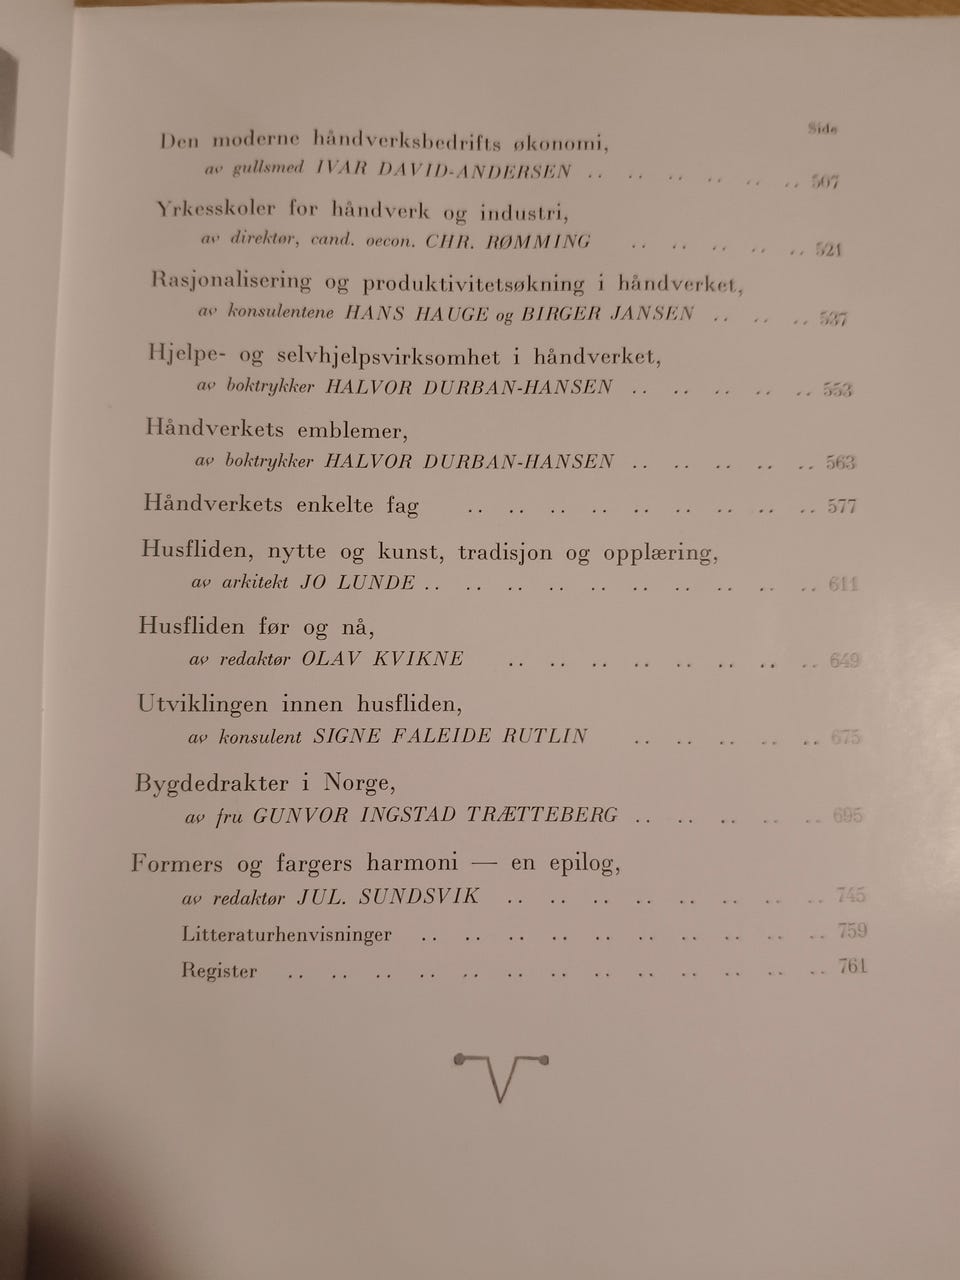 Side
Den moderne håndverksbedrifts økonomi,
av gullsmed IVAR DAVID-ANDERSEN .. .. .. .. .. .. 507
Yrkesskoler for håndverk og industri,
av direktør, cand. oecon. CHR. RØMMING .. .. .. .. .. 521
Rasjonalisering og produktivitetsøkning i håndverket,
av konsulentene HANS HAUGE og BIRGER JANSEN .. .. .. 537
Hjelpe- og selvhjelpsvirksomhet i håndverket,
av boktrykker HALVOR DURBAN-HANSEN .. .. .. .. .. 553
Håndverkets emblemer,
av boktrykker HALVOR DURBAN-HANSEN .. .. .. .. .. 563
Håndverkets enkelte fag .. .. .. .. .. .. .. .. .. 577
Husfliden, nytte og kunst, tradisjon og opplæring,
av arkitekt JO LUNDE .. .. .. .. .. .. .. .. .. .. 611
Husfliden før og nå,
av redaktør OLAV KVIKNE .. .. .. .. .. .. .. .. 649
Utviklingen innen husfliden,
av konsulent SIGNE FALEIDE RUTLIN .. .. .. .. .. 675
Bygdedrakter i Norge,
av fru GUNVOR INGSTAD TRÆTTEBERG .. .. .. .. .. 695
Formers og fargers harmoni — en epilog,
av redaktør JUL. SUNDSVIK .. .. .. .. .. .. .. .. 745
Litteraturhenvisninger .. .. .. .. .. .. .. .. .. .. 759
Register .. .. .. .. .. .. .. .. .. .. .. .. .. 761